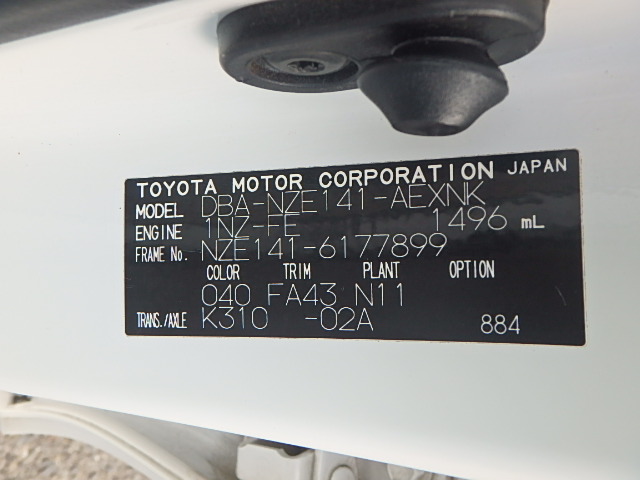 TOYOTA MOTOR CORPORATION JAPAN
MODEL DBA-NZE141-AEXNK
ENGINE 1NZ-FE 1496 mL
FRAME No. NZE141-6177899
COLOR TRIM PLANT OPTION
040 FA43 N11
TRANS./AXLE K310 -02A 884